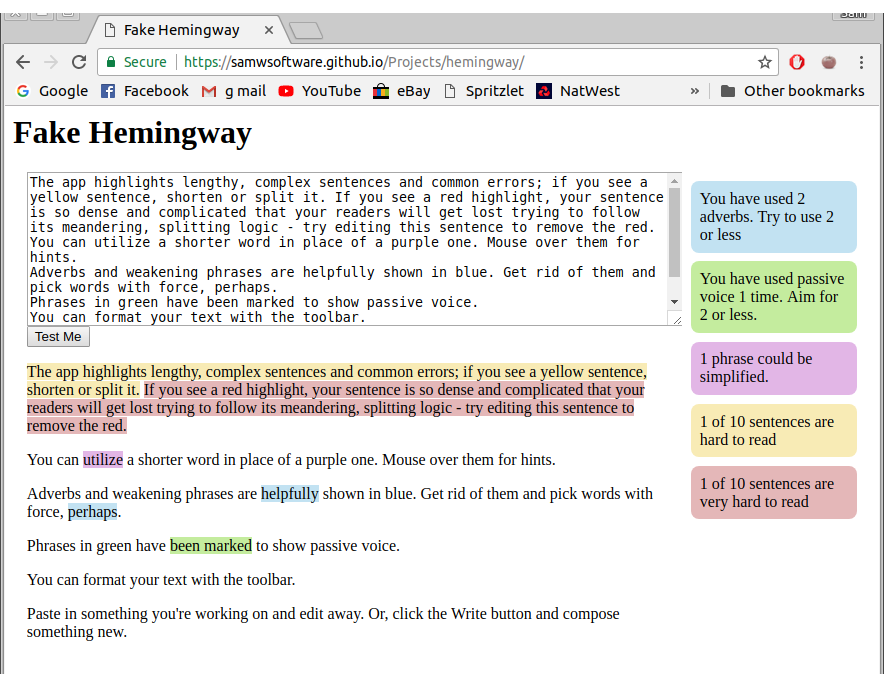 Fake Hemingway
Secure https://samwsoftware.github.io/Projects/hemingway/
Google Facebook g mail YouTube eBay Spritzlet NatWest » Other bookmarks
Fake Hemingway
The app highlights lengthy, complex sentences and common errors; if you see a
yellow sentence, shorten or split it. If you see a red highlight, your sentence
is so dense and complicated that your readers will get lost trying to follow
its meandering, splitting logic - try editing this sentence to remove the red.
You can utilize a shorter word in place of a purple one. Mouse over them for
hints.
Adverbs and weakening phrases are helpfully shown in blue. Get rid of them and
pick words with force, perhaps.
Phrases in green have been marked to show passive voice.
You can format your text with the toolbar.
Test Me
The app highlights lengthy, complex sentences and common errors; if you see a yellow sentence,
shorten or split it. If you see a red highlight, your sentence is so dense and complicated that your
readers will get lost trying to follow its meandering, splitting logic - try editing this sentence to
remove the red.
You can utilize a shorter word in place of a purple one. Mouse over them for hints.
Adverbs and weakening phrases are helpfully shown in blue. Get rid of them and pick words with
force, perhaps.
Phrases in green have been marked to show passive voice.
You can format your text with the toolbar.
Paste in something you're working on and edit away. Or, click the Write button and compose
something new.
You have used 2
adverbs. Try to use 2
or less
You have used passive
voice 1 time. Aim for
2 or less.
1 phrase could be
simplified.
1 of 10 sentences are
hard to read
1 of 10 sentences are
very hard to read